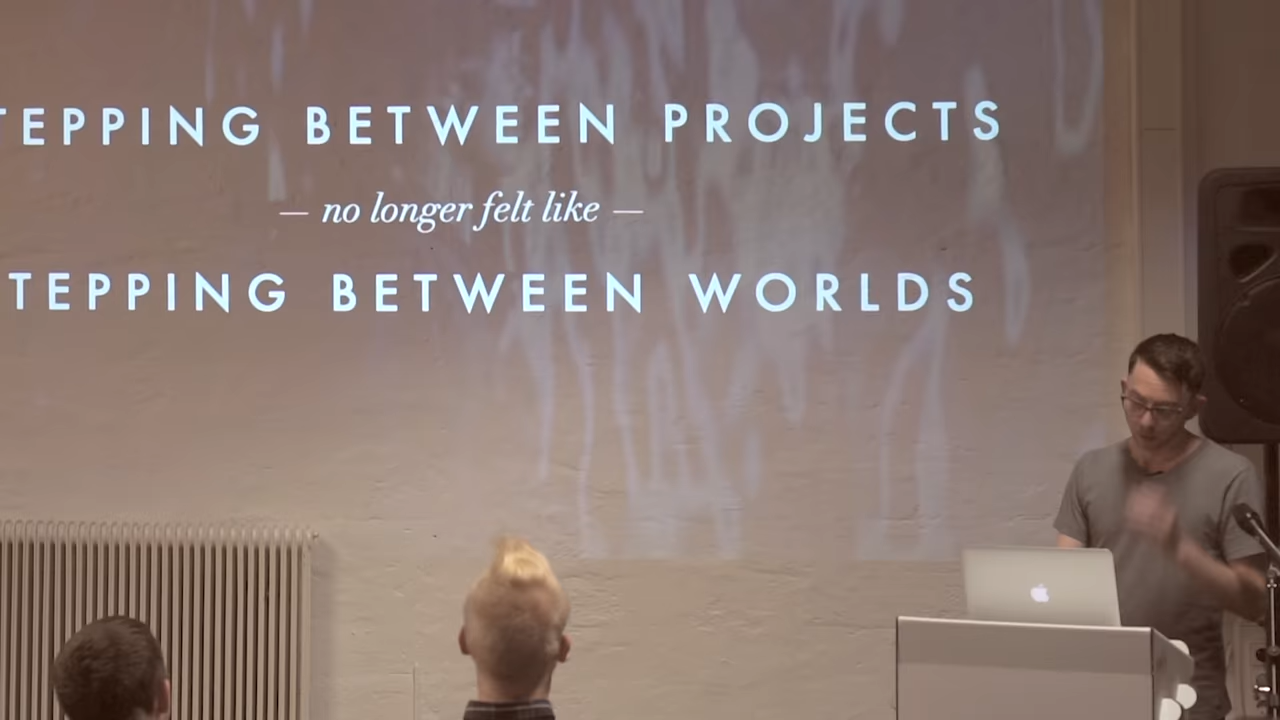 TEPPING BETWEEN PROJECTS
— no longer felt like —
TEPPING BETWEEN WORLDS